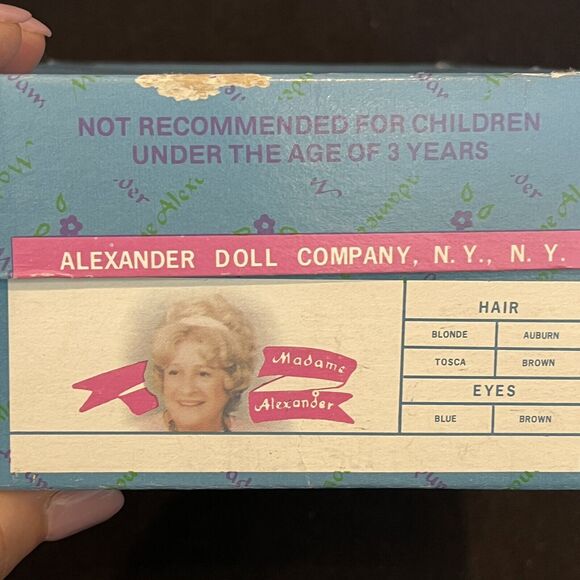 NOT RECOMMENDED FOR CHILDREN
UNDER THE AGE OF 3 YEARS
ALEXANDER DOLL COMPANY, N.Y., N.Y.
Madame
Alexander
HAIR
BLONDE AUBURN
TOSCA BROWN
EYES
BLUE BROWN